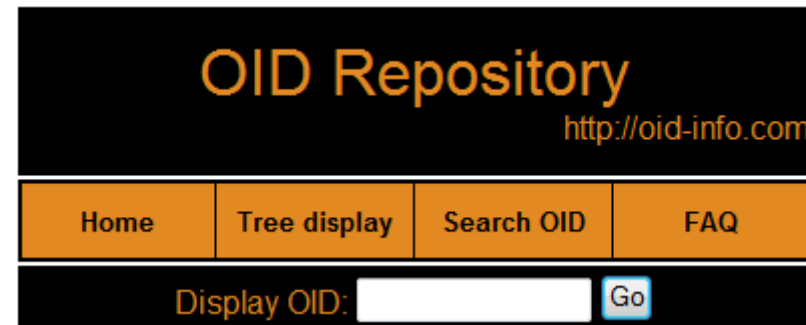 OID Repository
http://oid-info.com
Home Tree display Search OID FAQ
Display OID: Go